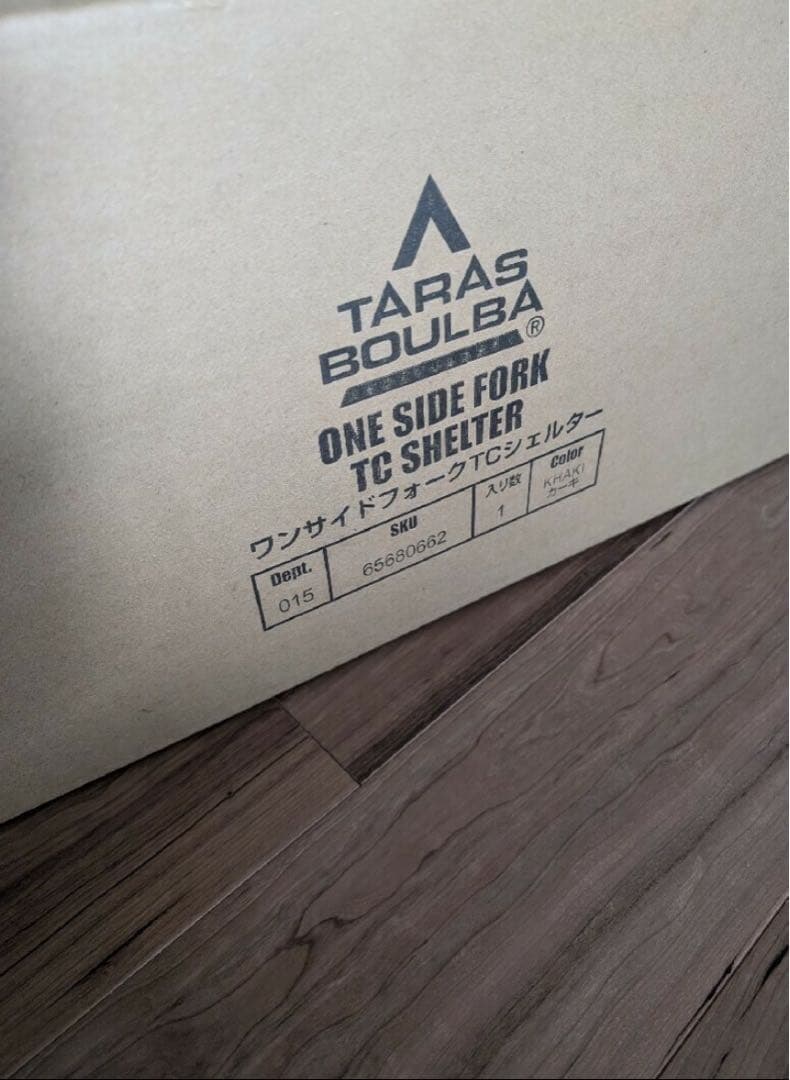 TARAS
BOULBA®
ONE SIDE FORK
TC SHELTER
ワンサイドフォークTCシェルター
Dept. SKU 入り数 Color
015 65680662 1 KHAKI
カーキ